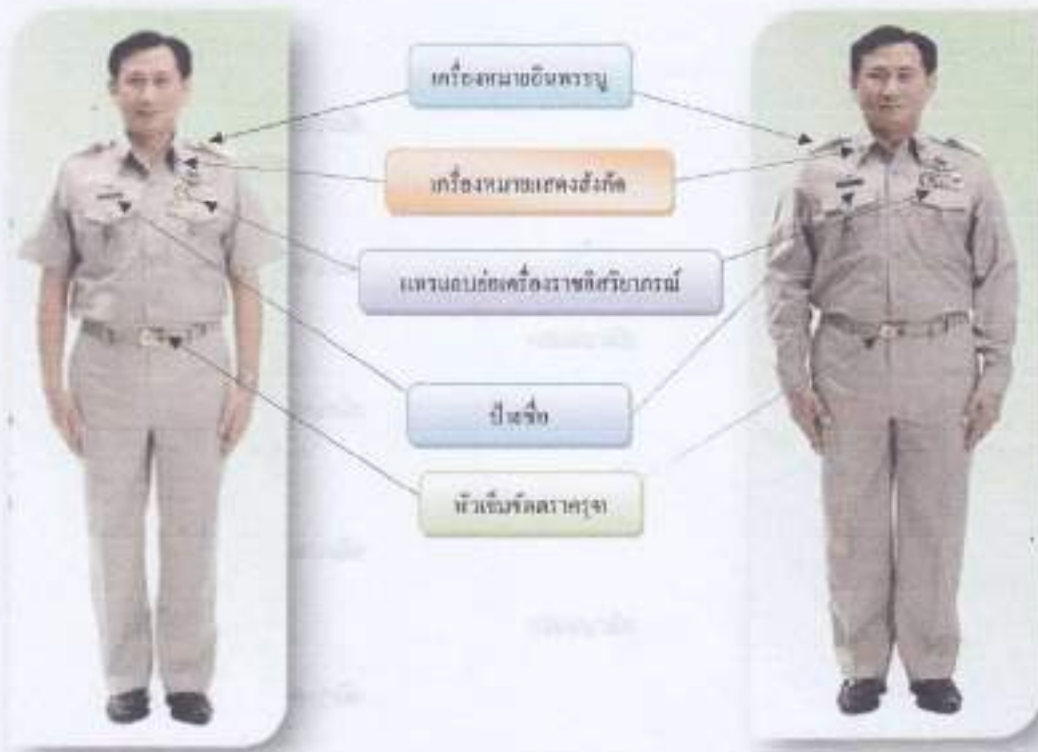 เครื่องหมายอินทรธนู
เครื่องหมายแสดงสังกัด
แพรแถบย่อเครื่องราชอิสริยาภรณ์
ป้ายชื่อ
หัวเข็มขัดตราครุฑ